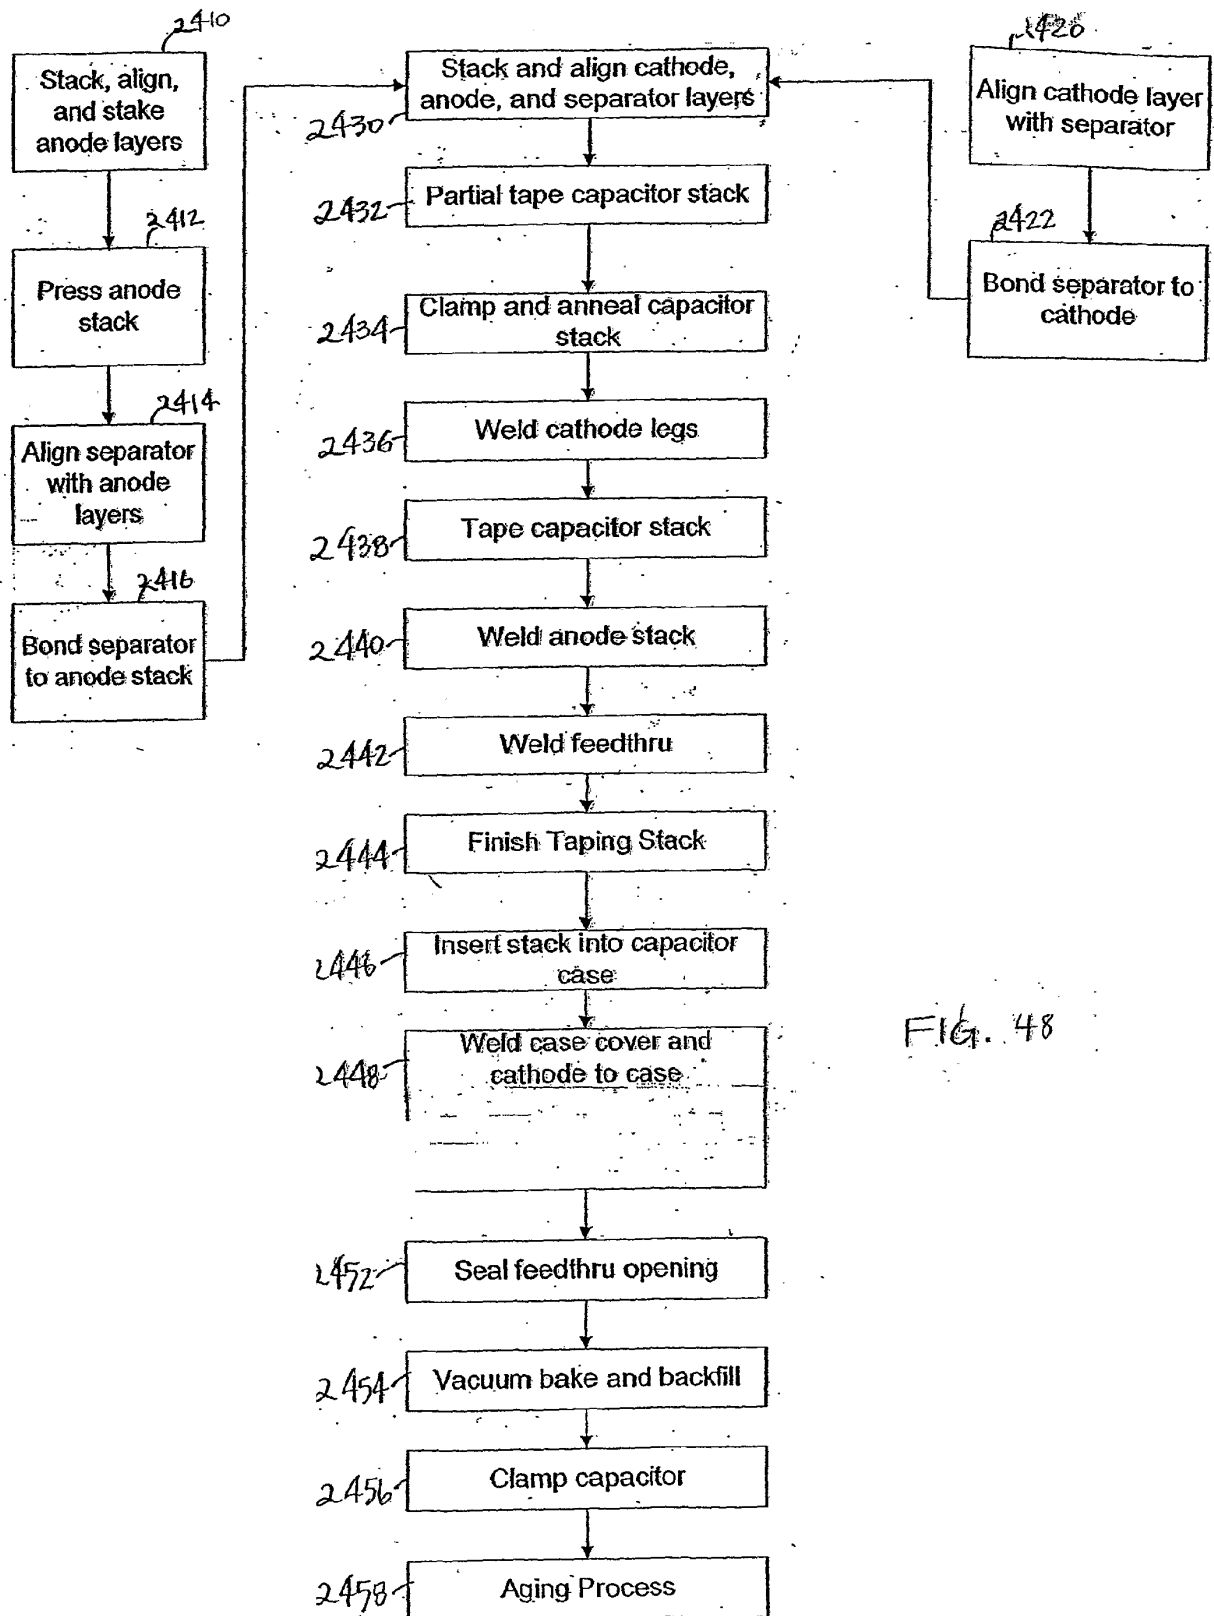 2410
Stack, align,
and stake
anode layers
2412
Press anode
stack
2414
Align separator
with anode
layers
2416
Bond separator
to anode stack
Stack and align cathode,
anode, and separator layers
2430
Partial tape capacitor stack
2432
Clamp and anneal capacitor
stack
2434
Weld cathode legs
2436
Tape capacitor stack
2438
Weld anode stack
2440
Weld feedthru
2442
Finish Taping Stack
2444
Insert stack into capacitor
case
2446
Weld case cover and
cathode to case
2448
Seal feedthru opening
2452
Vacuum bake and backfill
2454
Clamp capacitor
2456
Aging Process
2458
2420
Align cathode layer
with separator
2422
Bond separator to
cathode
FIG. 48